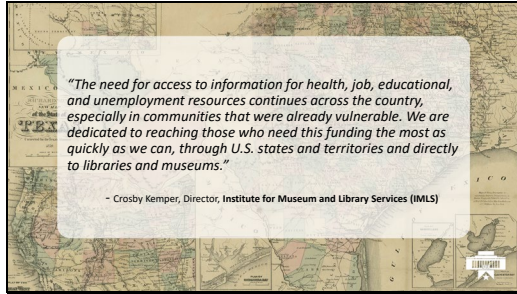 “The need for access to information for health, job, educational,
and unemployment resources continues across the country,
especially in communities that were already vulnerable. We are
dedicated to reaching those who need this funding the most as
quickly as we can, through U.S. states and territories and directly
to libraries and museums.”
- Crosby Kemper, Director, Institute for Museum and Library Services (IMLS)
MEXICO
TEXAS